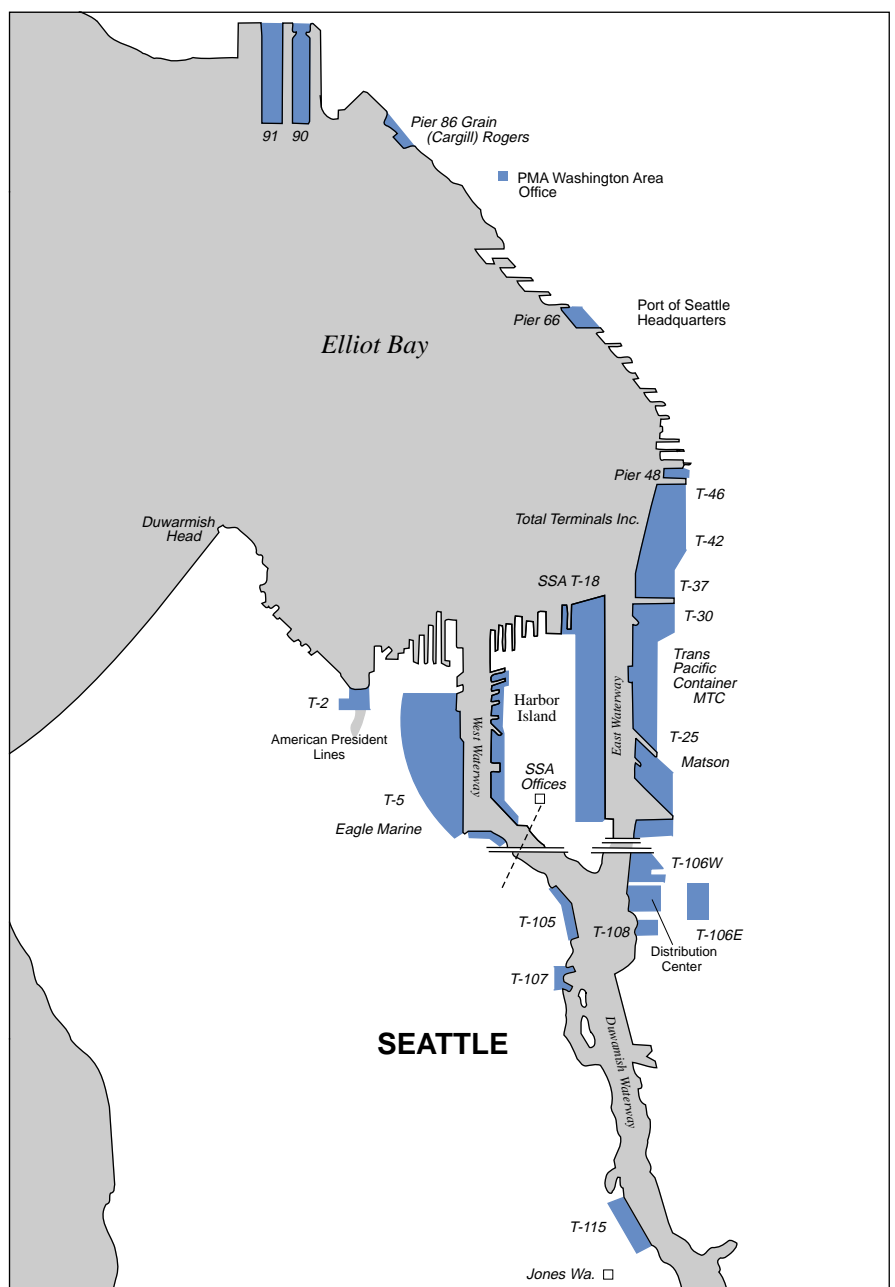 91
90
Pier 86 Grain
(Cargill) Rogers
PMA Washington Area
Office
Pier 66
Port of Seattle
Headquarters
Elliot Bay
Pier 48
T-46
Total Terminals Inc.
Duwarmish
Head
T-42
SSA T-18
T-37
T-30
Trans
Pacific
Container
MTC
T-2
Harbor
Island
West Waterway
East Waterway
American President
Lines
T-25
Matson
SSA
Offices
T-5
Eagle Marine
T-106W
T-105
T-108
T-106E
Distribution
Center
T-107
SEATTLE
Duwamish Waterway
T-115
Jones Wa.